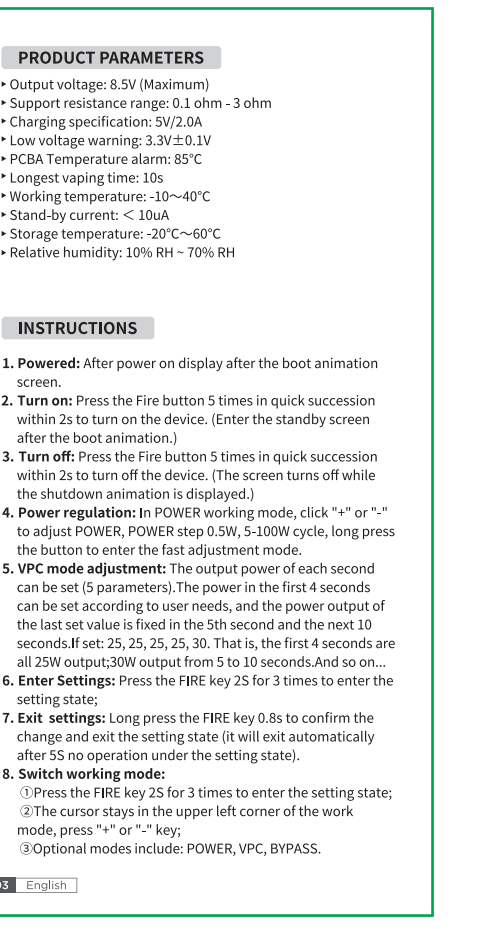 PRODUCT PARAMETERS
‣ Output voltage: 8.5V (Maximum)
‣ Support resistance range: 0.1 ohm - 3 ohm
‣ Charging specification: 5V/2.0A
‣ Low voltage warning: 3.3V±0.1V
‣ PCBA Temperature alarm: 85℃
‣ Longest vaping time: 10s
‣ Working temperature: -10～40℃
‣ Stand-by current: ＜ 10uA
‣ Storage temperature: -20℃～60℃
‣ Relative humidity: 10% RH ~ 70% RH
INSTRUCTIONS
1. Powered: After power on display after the boot animation
screen.
2. Turn on: Press the Fire button 5 times in quick succession
within 2s to turn on the device. (Enter the standby screen
after the boot animation.)
3. Turn off: Press the Fire button 5 times in quick succession
within 2s to turn off the device. (The screen turns off while
the shutdown animation is displayed.)
4. Power regulation: In POWER working mode, click "+" or "-"
to adjust POWER, POWER step 0.5W, 5-100W cycle, long press
the button to enter the fast adjustment mode.
5. VPC mode adjustment: The output power of each second
can be set (5 parameters).The power in the first 4 seconds
can be set according to user needs, and the power output of
the last set value is fixed in the 5th second and the next 10
seconds.If set: 25, 25, 25, 25, 30. That is, the first 4 seconds are
all 25W output;30W output from 5 to 10 seconds.And so on...
6. Enter Settings: Press the FIRE key 2S for 3 times to enter the
setting state;
7. Exit settings: Long press the FIRE key 0.8s to confirm the
change and exit the setting state (it will exit automatically
after 5S no operation under the setting state).
8. Switch working mode:
①Press the FIRE key 2S for 3 times to enter the setting state;
②The cursor stays in the upper left corner of the work
mode, press "+" or "-" key;
③Optional modes include: POWER, VPC, BYPASS.
03 English